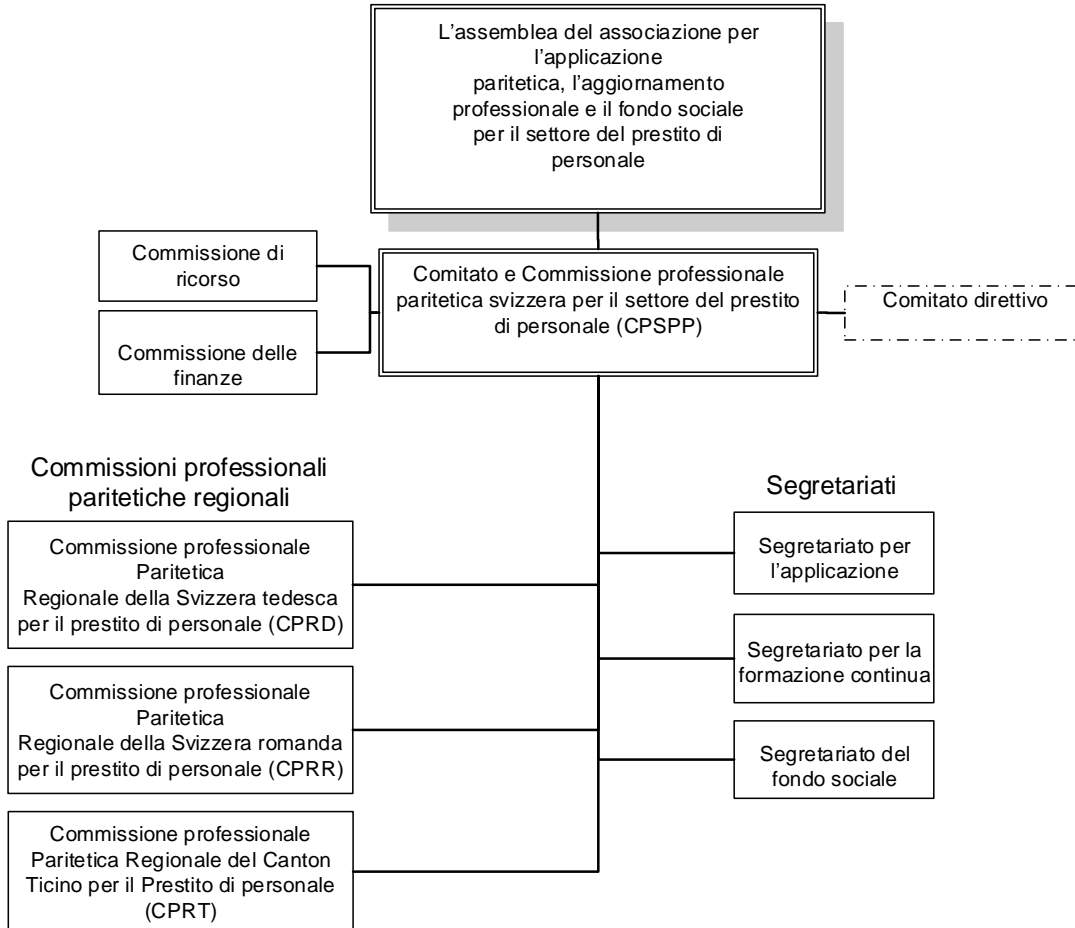 L'assemblea del associazione per
l'applicazione
paritetica, l'aggiornamento
professionale e il fondo sociale
per il settore del prestito di
personale
Commissione di
ricorso
Commissione delle
finanze
Comitato e Commissione professionale
paritetica svizzera per il settore del prestito
di personale (CPSPP)
Comitato direttivo
Commissioni professionali
paritetiche regionali
Commissione professionale
Paritetica
Regionale della Svizzera tedesca
per il prestito di personale (CPRD)
Commissione professionale
Paritetica
Regionale della Svizzera romanda
per il prestito di personale (CPRR)
Commissione professionale
Paritetica Regionale del Canton
Ticino per il Prestito di personale
(CPRT)
Segretariati
Segretariato per
l'applicazione
Segretariato per la
formazione continua
Segretariato del
fondo sociale